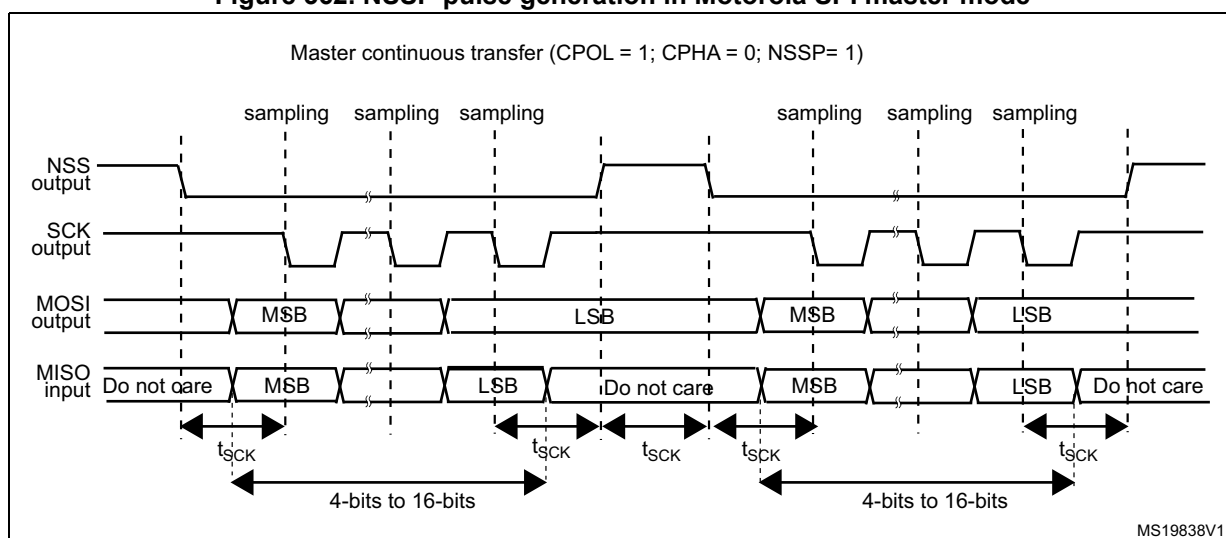 Master continuous transfer (CPOL = 1; CPHA = 0; NSSP= 1)
sampling sampling sampling sampling sampling sampling
NSS
output
SCK
output
MOSI
output
MSB LSB MSB LSB
MISO
input
Do not care MSB LSB Do not care MSB LSB Do not care
tSCK tSCK tSCK tSCK tSCK
4-bits to 16-bits 4-bits to 16-bits
MS19838V1